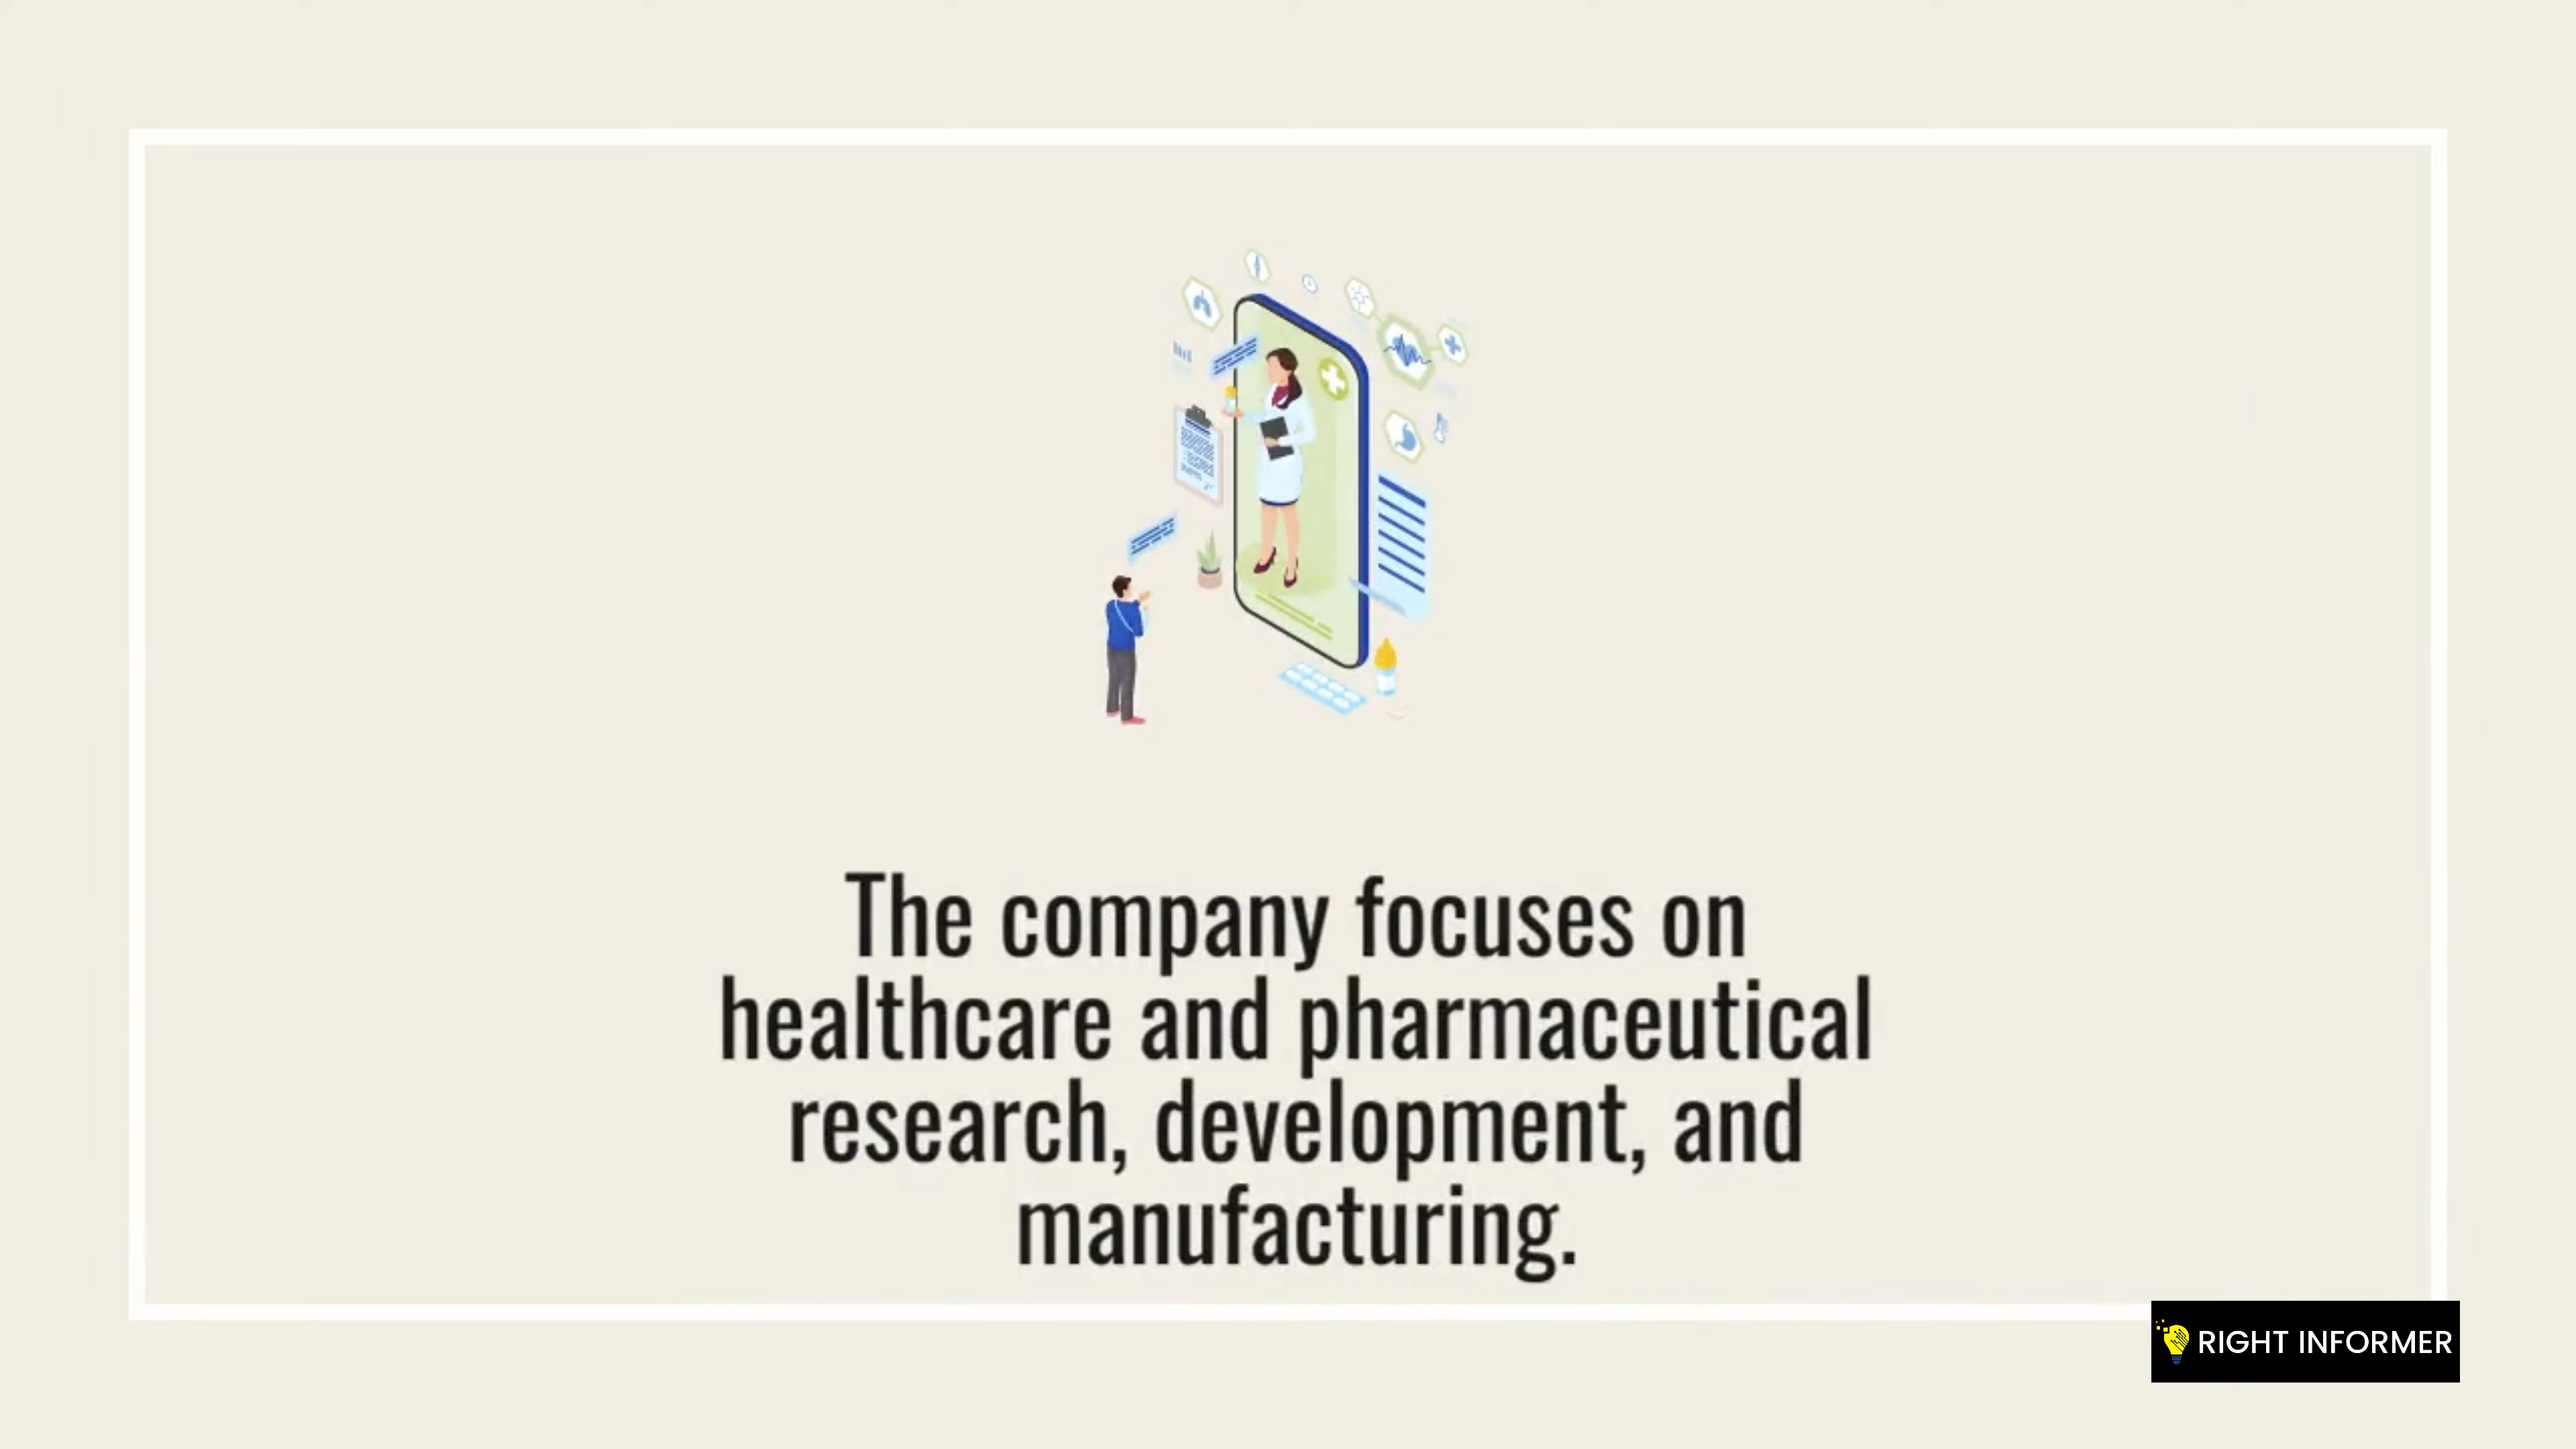 The company focuses on
healthcare and pharmaceutical
research, development, and
manufacturing.
RIGHT INFORMER